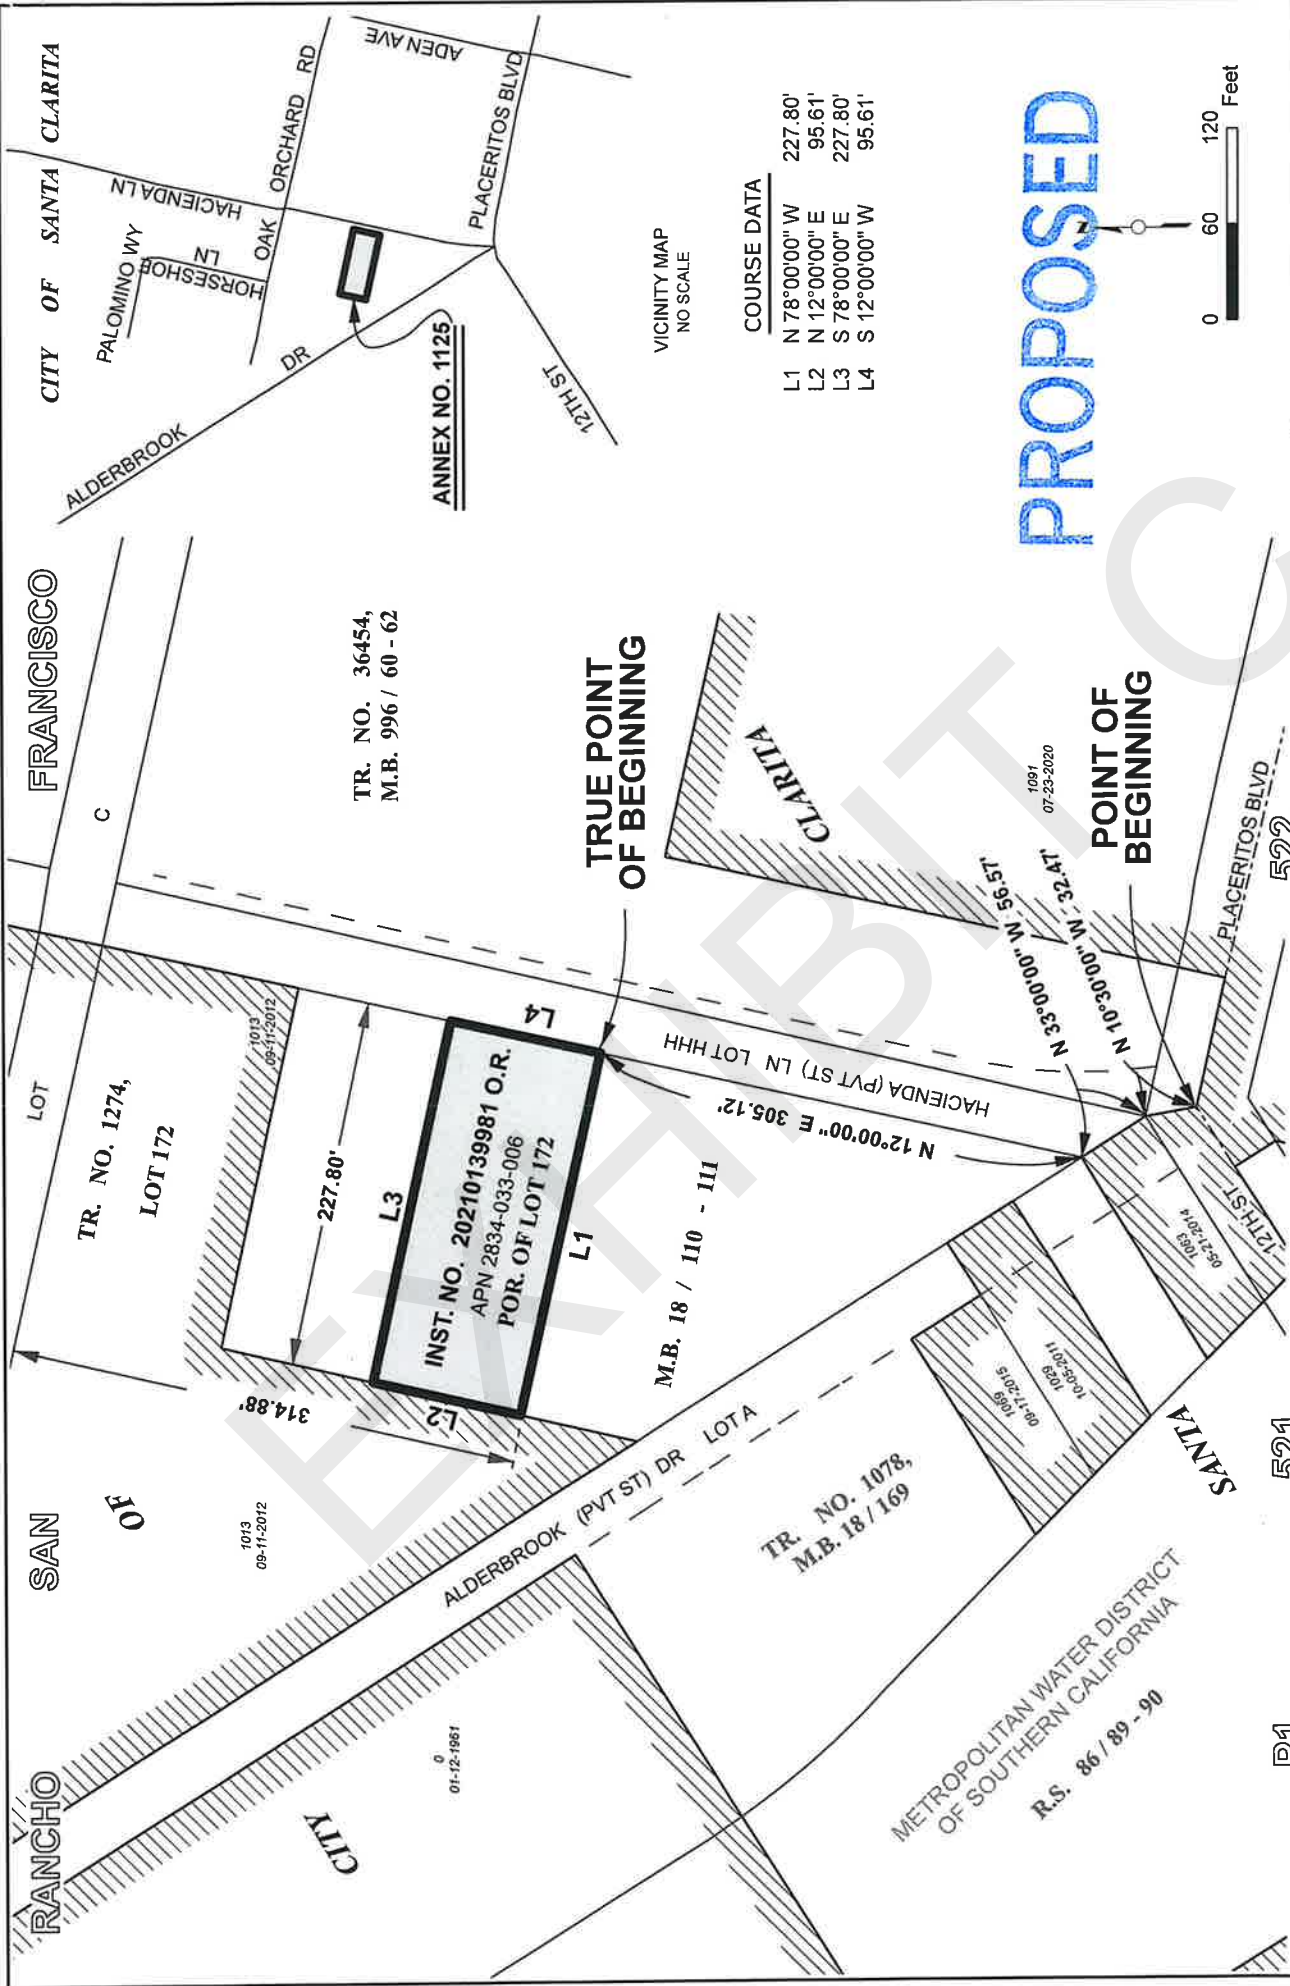 RANCHO
SAN
FRANCISCO
CITY OF SANTA CLARITA
LOT
C
TR. NO. 1274,
LOT 172
1013
09-11-2012
TR. NO. 36454,
M.B. 996 / 60 - 62
227.80'
314.88'
L3
L4
L2
L1
INST. NO. 20210139981 O.R.
APN 2834-033-006
POR. OF LOT 172
TRUE POINT
OF BEGINNING
M.B. 18 / 110 - 111
N 12°00'00" E 305.12'
HACIENDA (PVT ST) LN LOT HHH
OF
1013
09-11-2012
CITY
0
01-12-1961
ALDERBROOK (PVT ST) DR LOT A
TR. NO. 1078,
M.B. 18 / 169
CLARITA
1091
07-23-2020
POINT OF
BEGINNING
N 33°00'00" W 56.57'
N 10°30'00" W 32.47'
PLACERITOS BLVD
12TH ST
1063
05-21-2014
1029
10-05-2011
1069
09-17-2015
SANTA
METROPOLITAN WATER DISTRICT
OF SOUTHERN CALIFORNIA
R.S. 86 / 89 - 90
522
521
PALOMINO WY
HORSESHOE
LN
HACIENDA LN
OAK ORCHARD RD
ADEN AVE
PLACERITOS BLVD
ALDERBROOK DR
12TH ST
ANNEX NO. 1125
VICINITY MAP
NO SCALE
COURSE DATA
L1 N 78°00'00" W 227.80'
L2 N 12°00'00" E 95.61'
L3 S 78°00'00" E 227.80'
L4 S 12°00'00" W 95.61'
PROPOSED
Z
0 60 120 Feet
EXHIBIT C